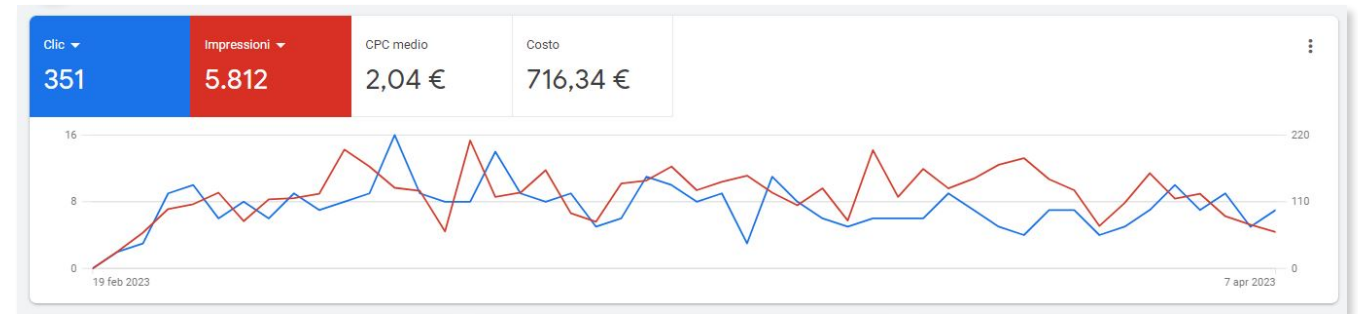 Clic Impressioni CPC medio Costo
351 5.812 2,04 € 716,34 €
16 220
8 110
0 0
19 feb 2023 7 apr 2023